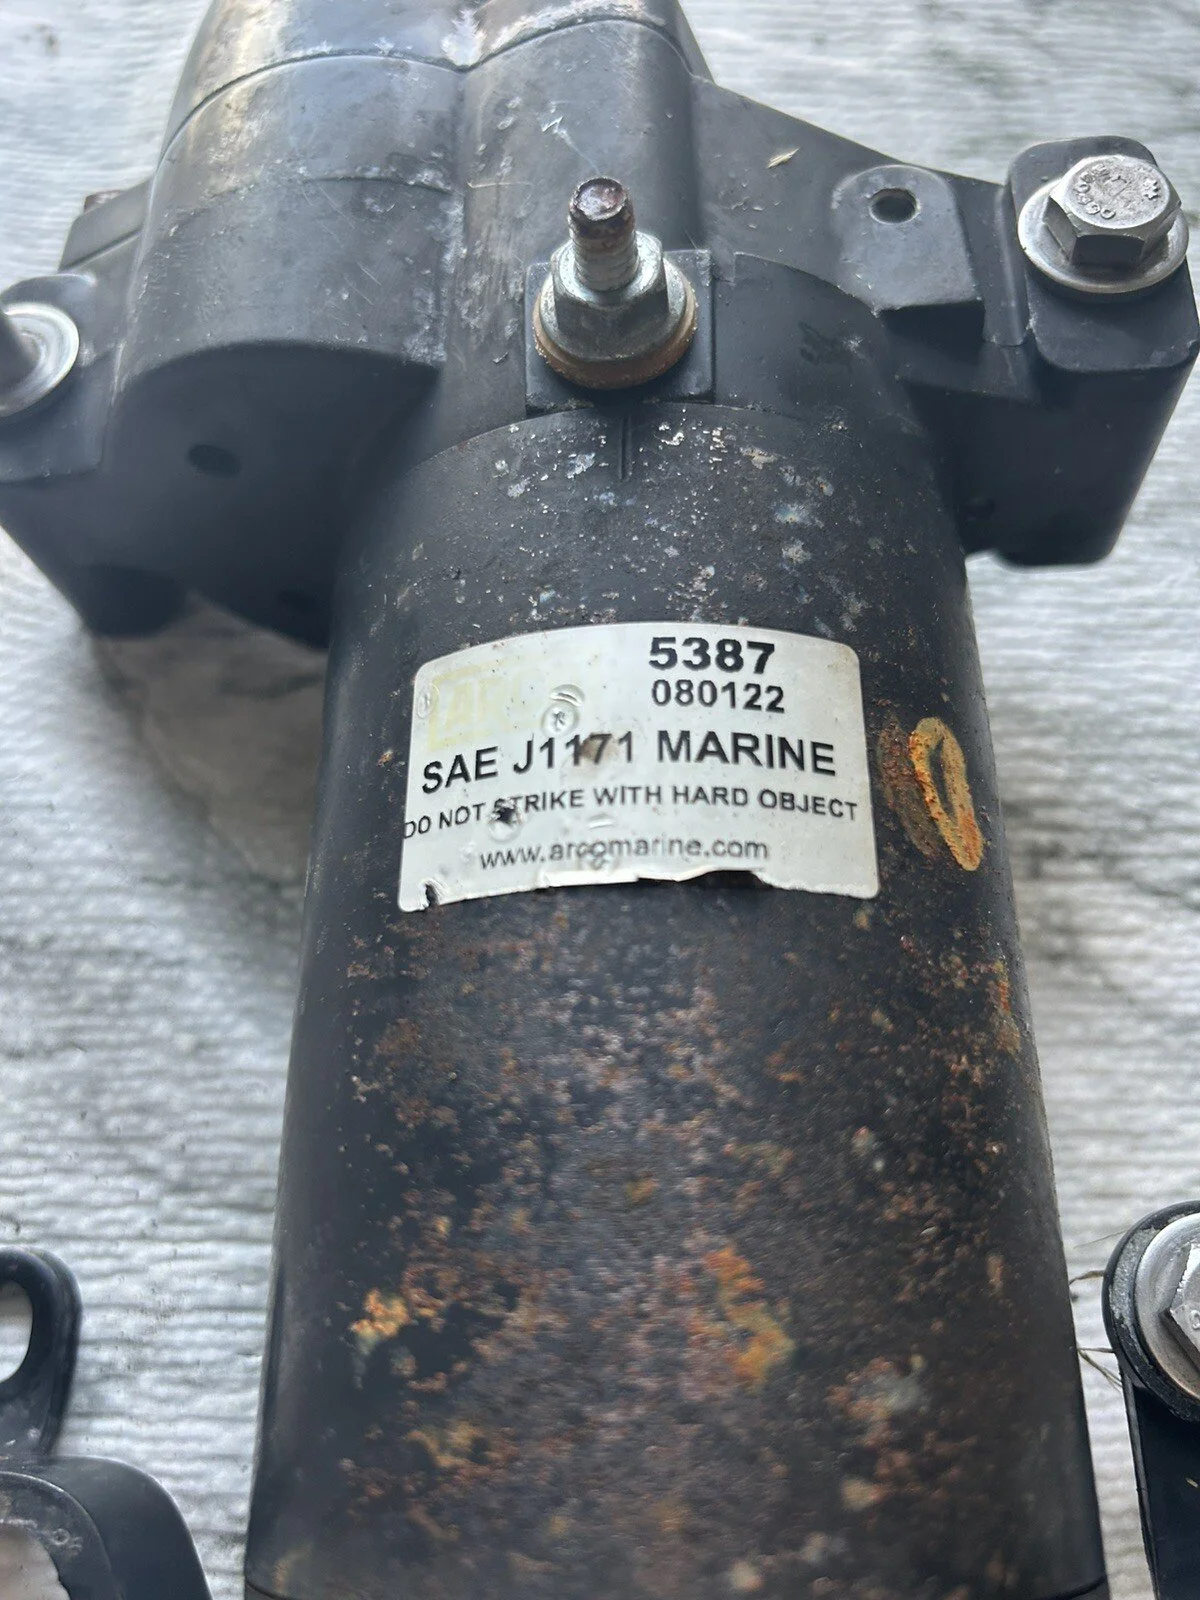 5387
080122
SAE J1171 MARINE
DO NOT STRIKE WITH HARD OBJECT
www.arcomarine.com